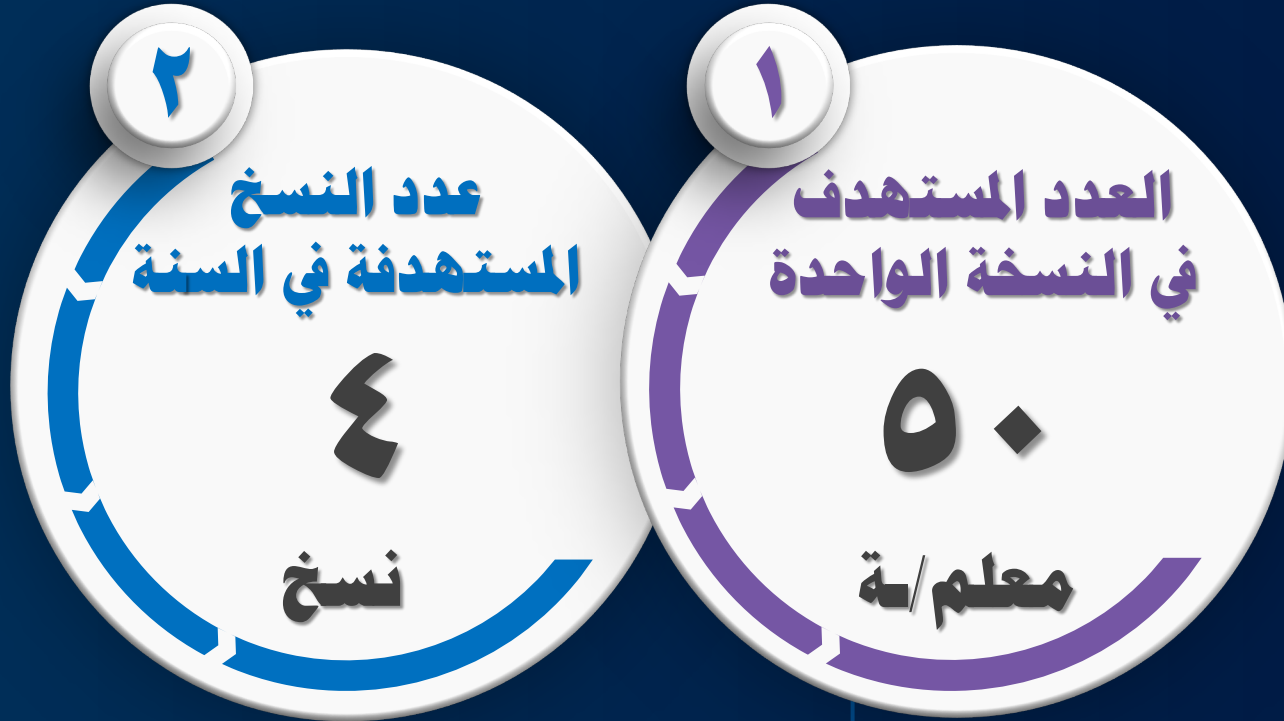 ١
العدد المستهدف
في النسخة الواحدة
٥٠
معلم/ـة
٢
عدد النسخ
المستهدفة في السنة
٤
نسخ